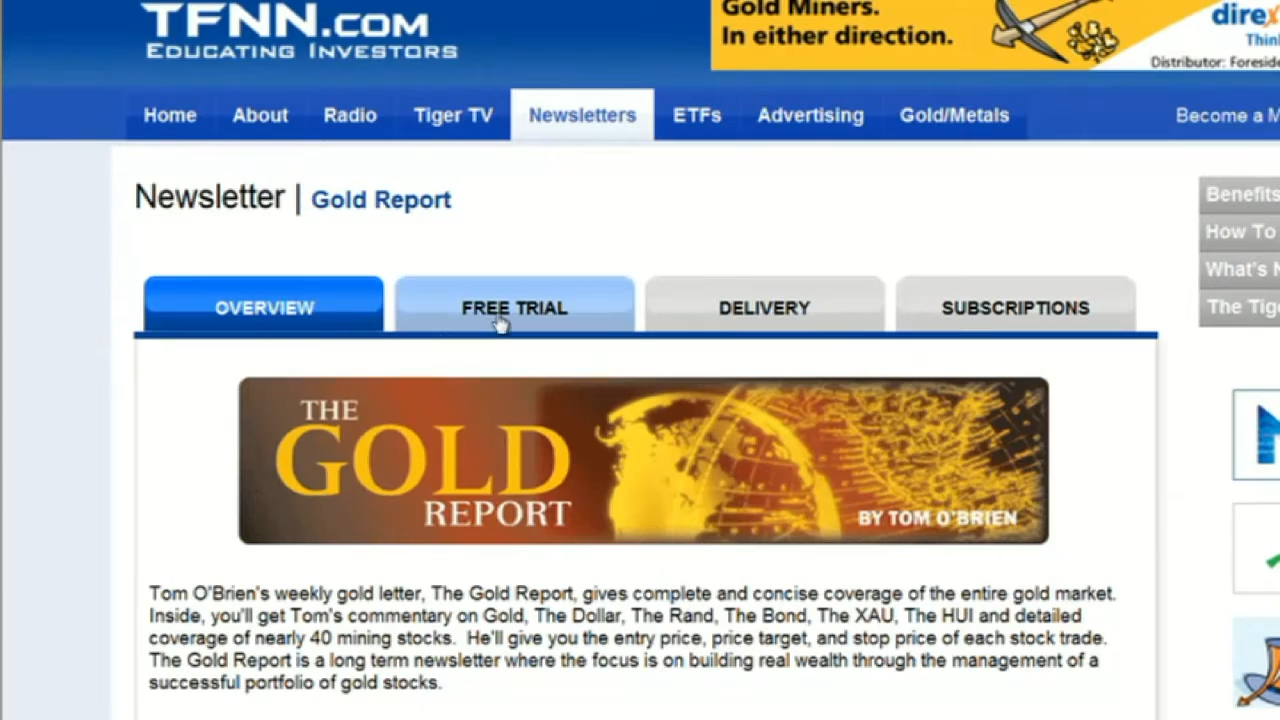 TFNN.COM
EDUCATING INVESTORS
Gold Miners.
In either direction.
Distributor:
Home About Radio Tiger TV Newsletters ETFs Advertising Gold/Metals Become a
Newsletter | Gold Report
Benefits
How To
What's
The
OVERVIEW FREE TRIAL DELIVERY SUBSCRIPTIONS
THE
GOLD
REPORT
BY TOM O'BRIEN
Tom O'Brien's weekly gold letter, The Gold Report, gives complete and concise coverage of the entire gold market.
Inside, you'll get Tom's commentary on Gold, The Dollar, The Rand, The Bond, The XAU, The HUI and detailed
coverage of nearly 40 mining stocks. He'll give you the entry price, price target, and stop price of each stock trade.
The Gold Report is a long term newsletter where the focus is on building real wealth through the management of a
successful portfolio of gold stocks.